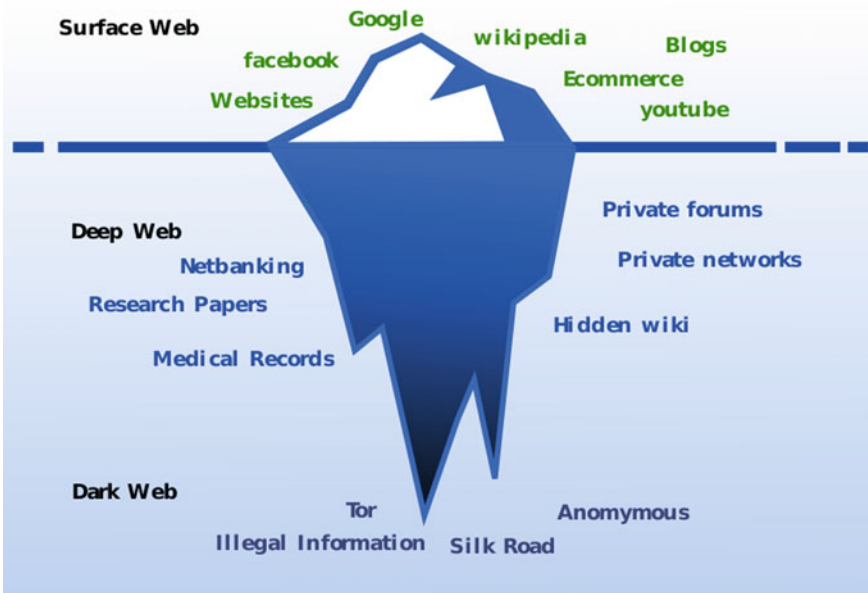 Surface Web
Google
wikipedia
Blogs
facebook
Ecommerce
Websites
youtube
Deep Web
Private forums
Netbanking
Private networks
Research Papers
Hidden wiki
Medical Records
Dark Web
Tor
Anomymous
Illegal Information
Silk Road